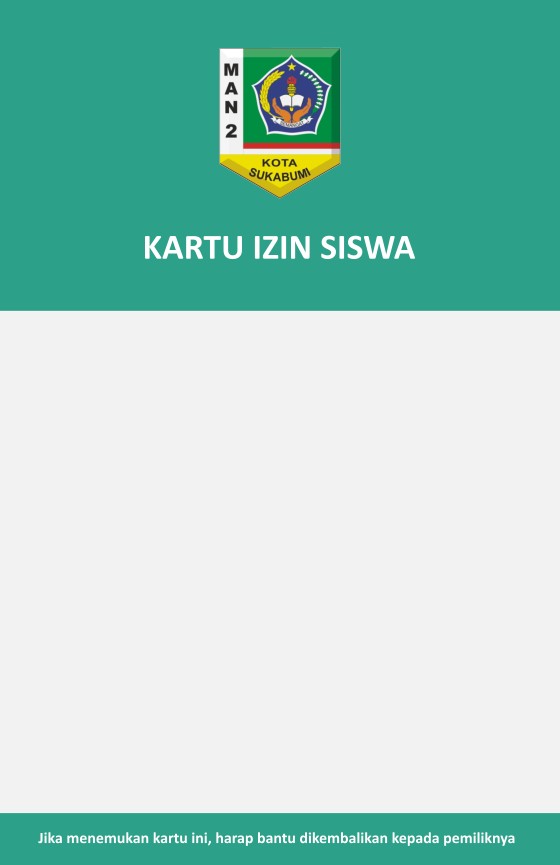 M
A
N
2
KOTA
SUKABUMI
KARTU IZIN SISWA
Jika menemukan kartu ini, harap bantu dikembalikan kepada pemiliknya